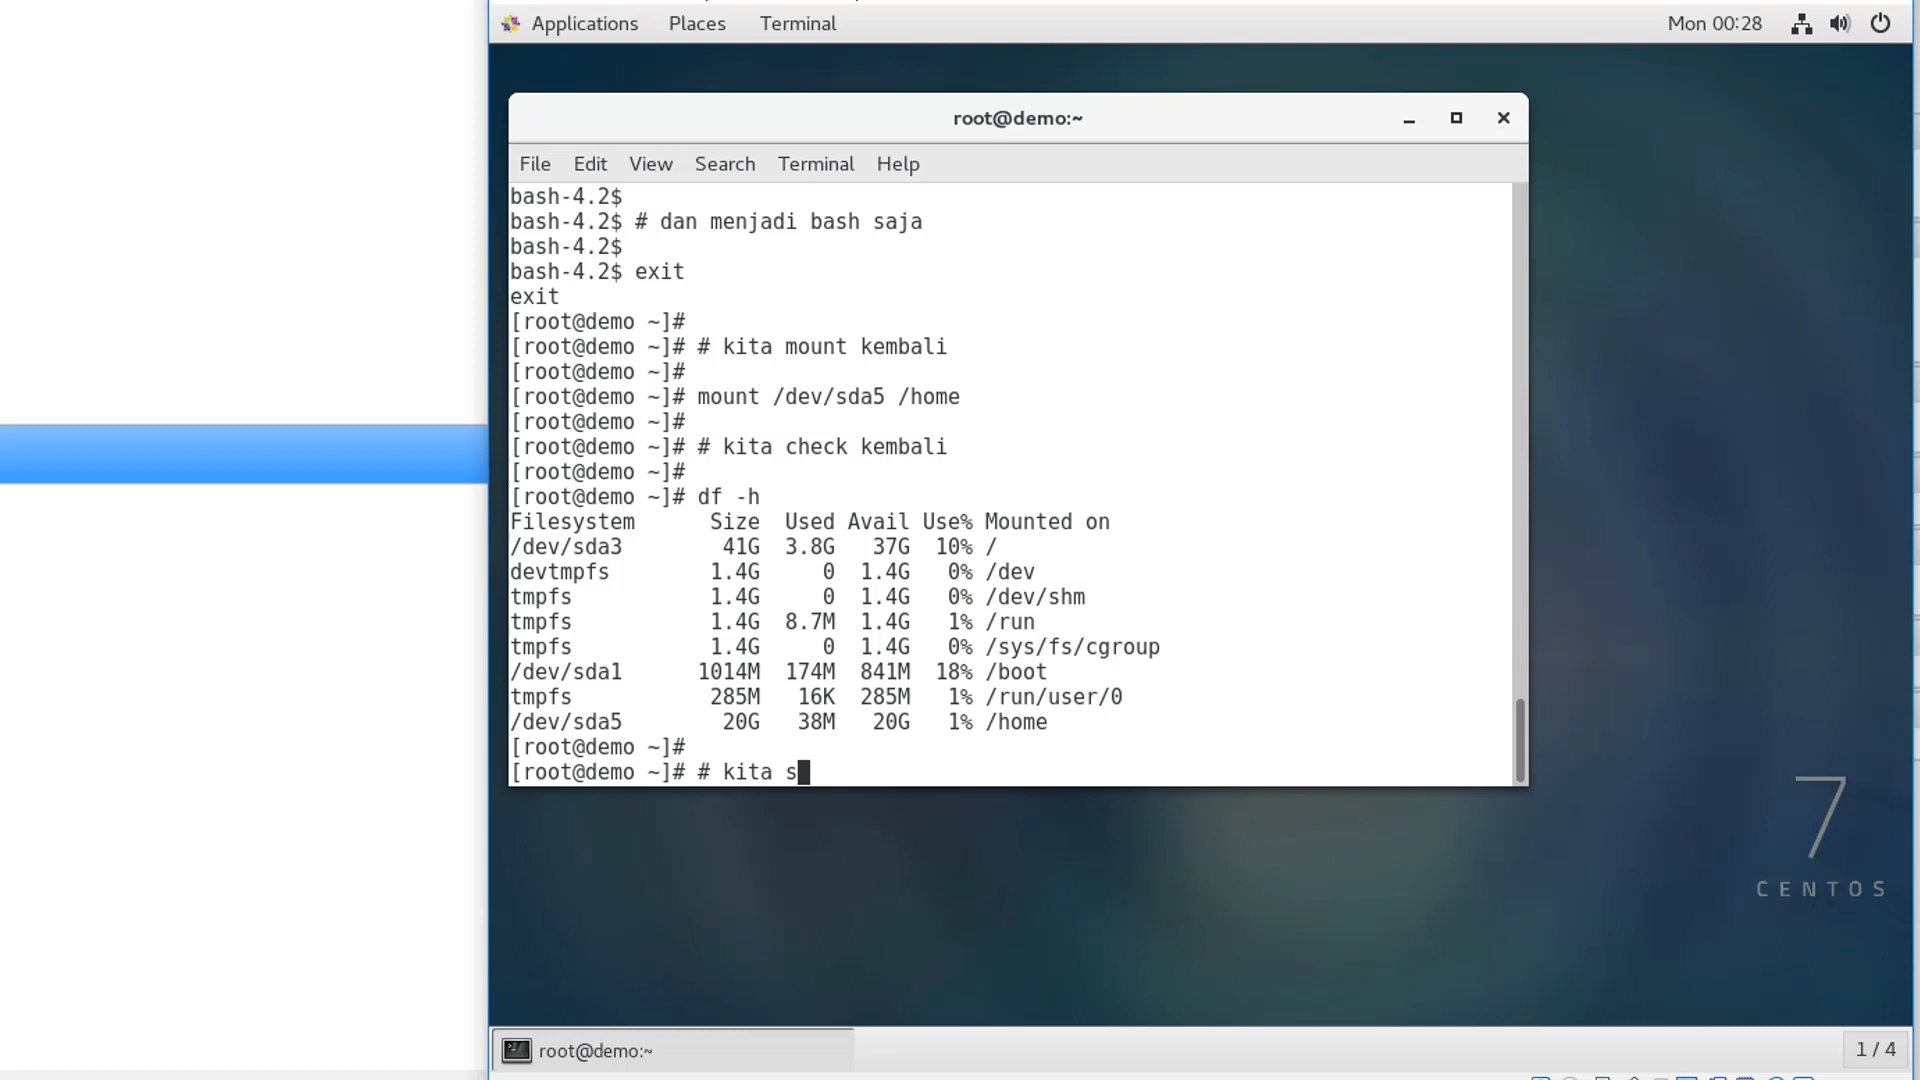 Applications Places Terminal Mon 00:28
root@demo:~
File Edit View Search Terminal Help
bash-4.2$
bash-4.2$ # dan menjadi bash saja
bash-4.2$
bash-4.2$ exit
exit
[root@demo ~]#
[root@demo ~]# # kita mount kembali
[root@demo ~]#
[root@demo ~]# mount /dev/sda5 /home
[root@demo ~]#
[root@demo ~]# # kita check kembali
[root@demo ~]#
[root@demo ~]# df -h
Filesystem Size Used Avail Use% Mounted on
/dev/sda3 41G 3.8G 37G 10% /
devtmpfs 1.4G 0 1.4G 0% /dev
tmpfs 1.4G 0 1.4G 0% /dev/shm
tmpfs 1.4G 8.7M 1.4G 1% /run
tmpfs 1.4G 0 1.4G 0% /sys/fs/cgroup
/dev/sda1 1014M 174M 841M 18% /boot
tmpfs 285M 16K 285M 1% /run/user/0
/dev/sda5 20G 38M 20G 1% /home
[root@demo ~]#
[root@demo ~]# # kita s
7
CENTOS
root@demo:~ 1 / 4